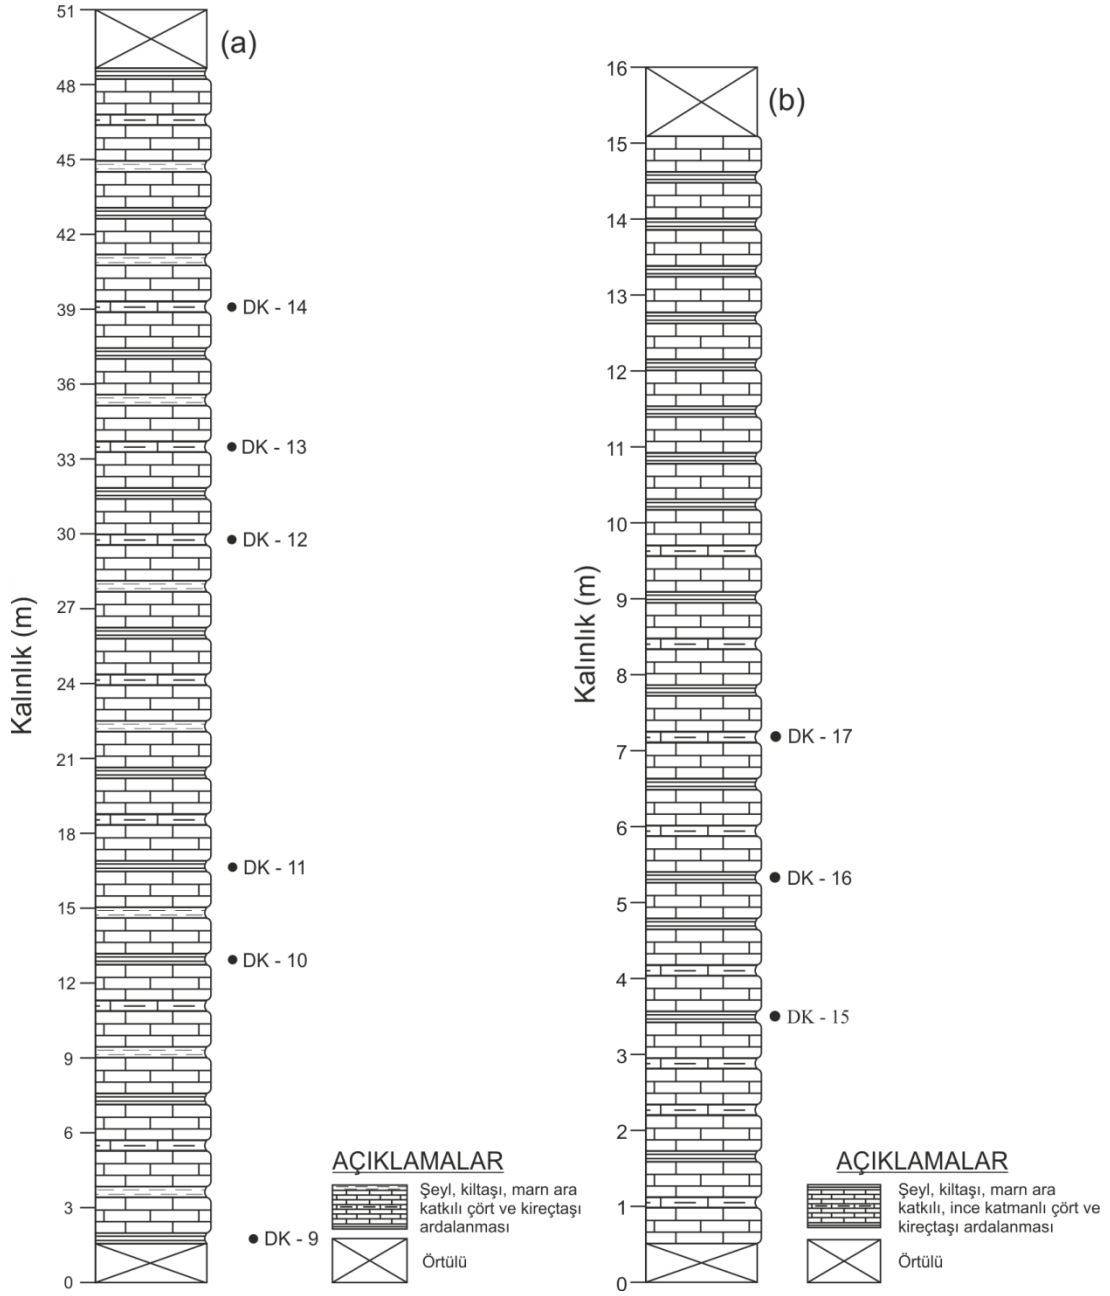 (a)
51
48
45
42
39
36
33
30
27
24
21
18
15
12
9
6
3
0
Kalınlık (m)
DK - 14
DK - 13
DK - 12
DK - 11
DK - 10
DK - 9
AÇIKLAMALAR
Şeyl, kiltaşı, marn ara
katkılı çört ve kireçtaşı
ardalanması
Örtülü
(b)
16
15
14
13
12
11
10
9
8
7
6
5
4
3
2
1
0
Kalınlık (m)
DK - 17
DK - 16
DK - 15
AÇIKLAMALAR
Şeyl, kiltaşı, marn ara
katkılı, ince katmanlı çört ve
kireçtaşı ardalanması
Örtülü